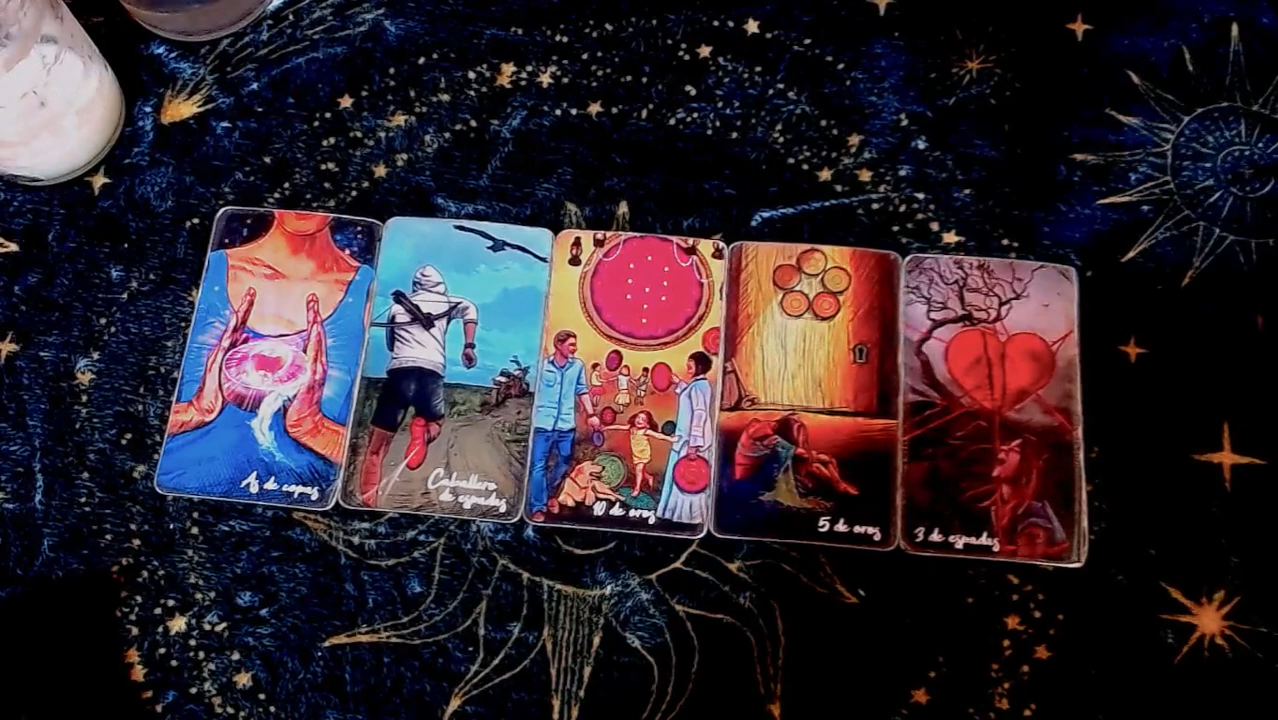 As de copas
Caballero
de espadas
10 de oros
5 de oros
3 de espadas